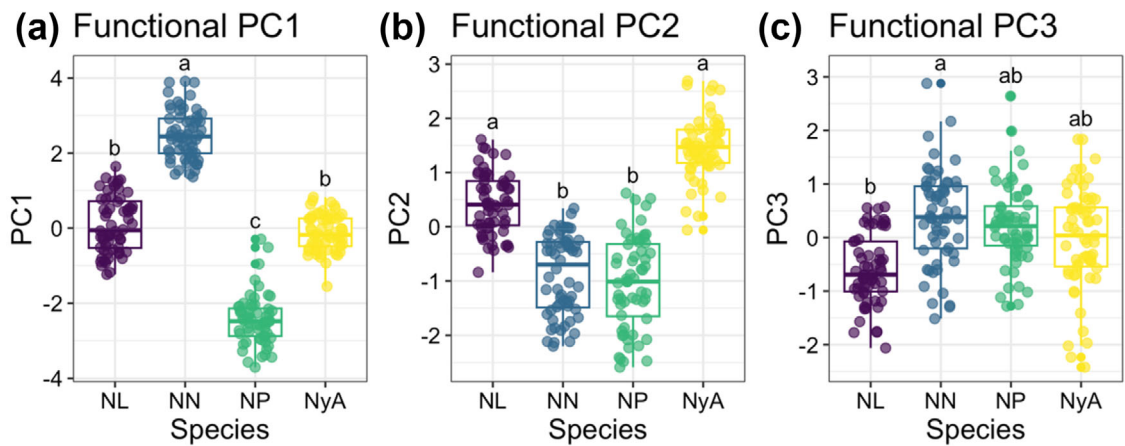 (a) Functional PC1
a
b
b
c
PC1
4
2
0
-2
-4
NL NN NP NyA
Species
(b) Functional PC2
a
a
b
b
PC2
3
2
1
0
-1
-2
NL NN NP NyA
Species
(c) Functional PC3
a
ab
ab
b
PC3
3
2
1
0
-1
-2
NL NN NP NyA
Species